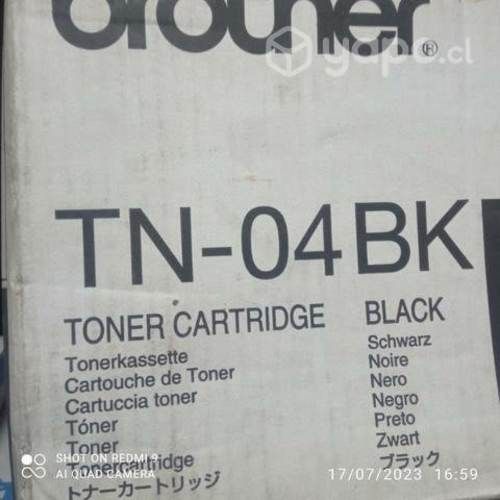 brother®
yapo.cl
TN-04BK
TONER CARTRIDGE BLACK
Tonerkassette Schwarz
Cartouche de Toner Noire
Cartuccia toner Nero
Tóner Negro
Toner Preto
Tonercartridge Zwart
トナーカートリッジ ブラック
SHOT ON REDMI 9
AI QUAD CAMERA
17/07/2023 16:59